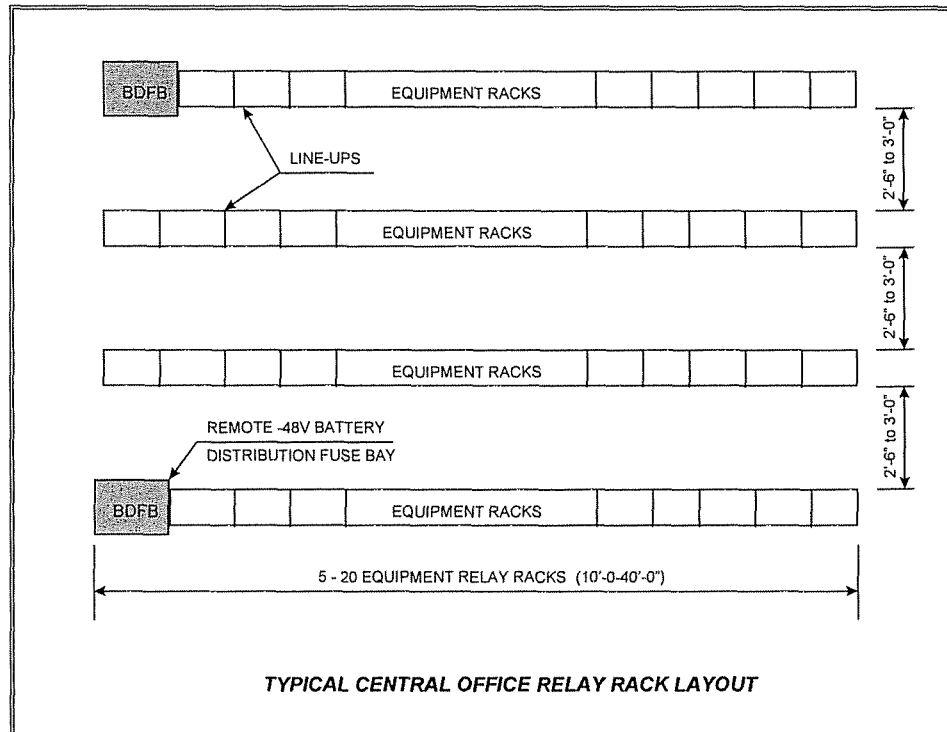 BDFB
EQUIPMENT RACKS
LINE-UPS
2'-6" to 3'-0"
EQUIPMENT RACKS
2'-6" to 3'-0"
EQUIPMENT RACKS
REMOTE -48V BATTERY
DISTRIBUTION FUSE BAY
2'-6" to 3'-0"
BDFB
EQUIPMENT RACKS
5 - 20 EQUIPMENT RELAY RACKS (10'-0-40'-0")
TYPICAL CENTRAL OFFICE RELAY RACK LAYOUT